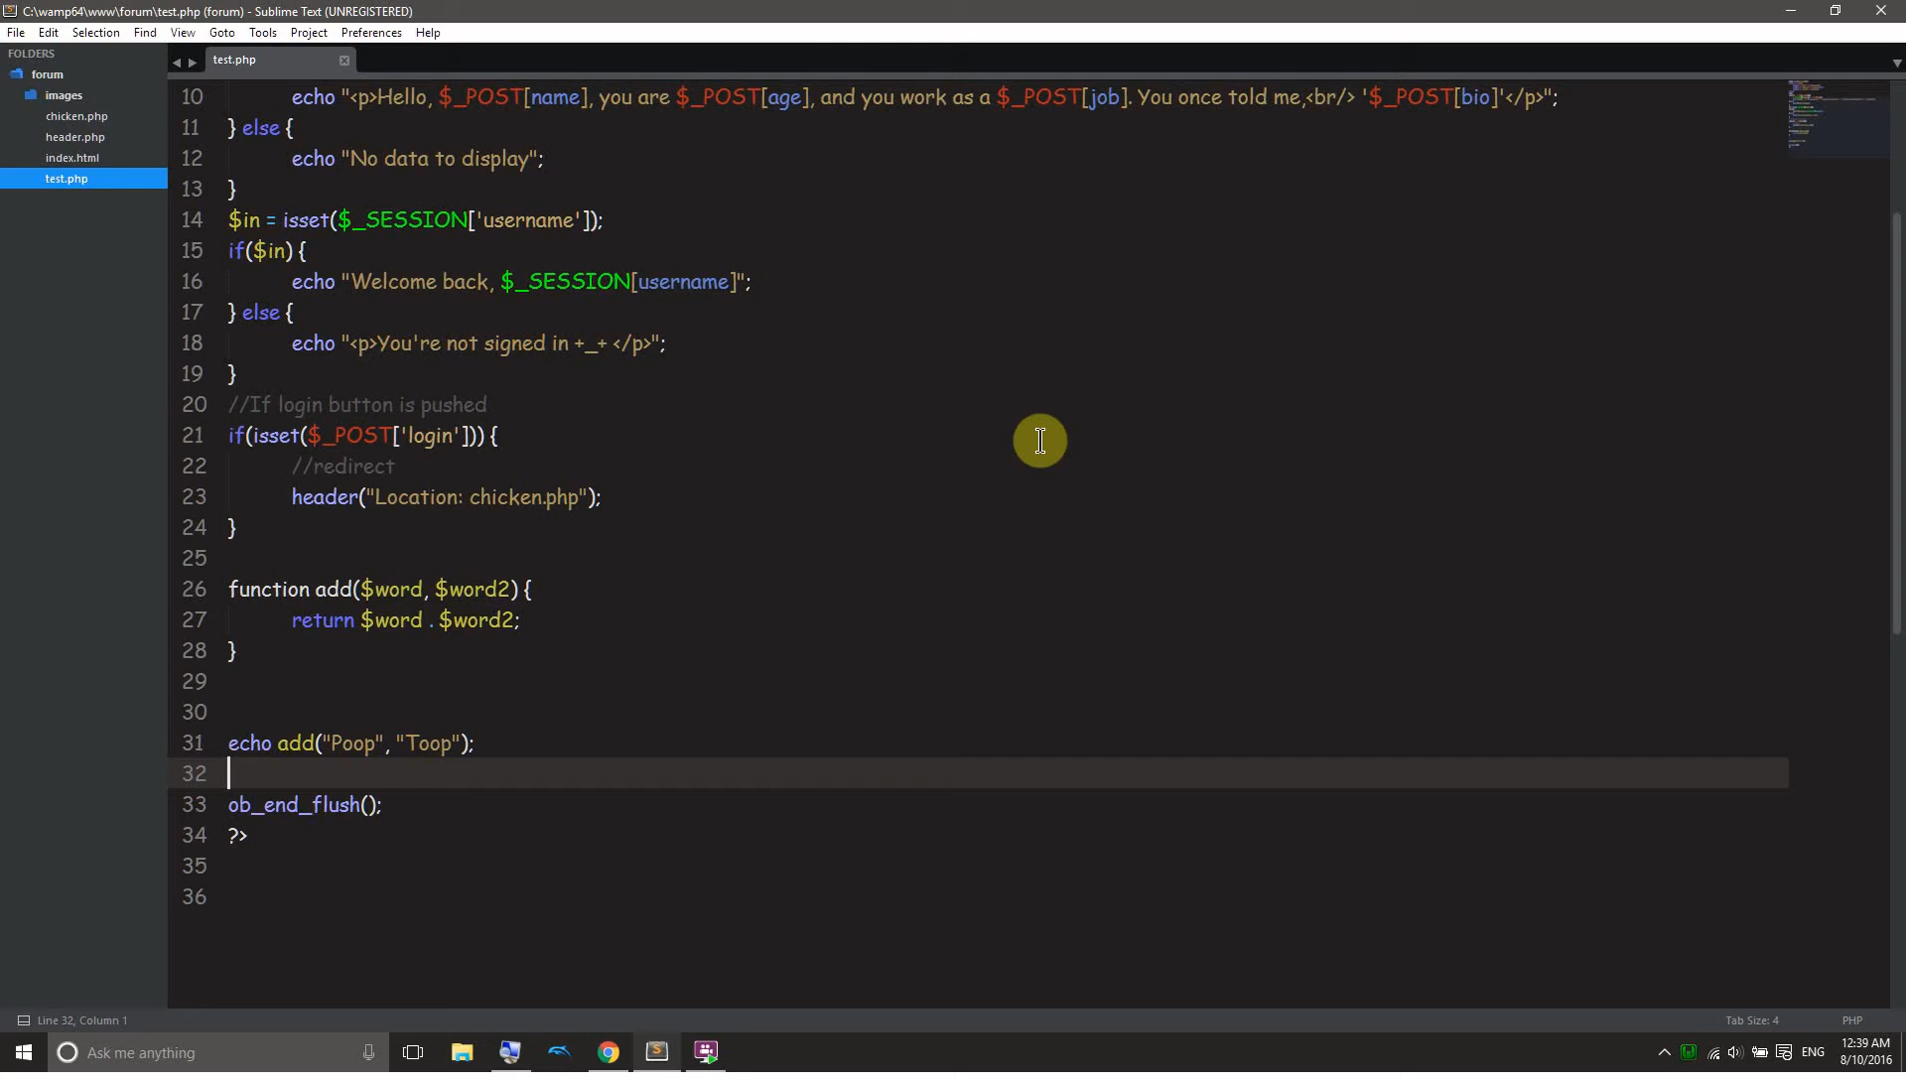 C:\wamp64\www\forum\test.php (forum) - Sublime Text (UNREGISTERED)
File Edit Selection Find View Goto Tools Project Preferences Help
FOLDERS
forum
images
chicken.php
header.php
index.html
test.php
test.php
10 echo "<p>Hello, $_POST[name], you are $_POST[age], and you work as a $_POST[job]. You once told me,<br/> '$_POST[bio]'</p>";
11 } else {
12 echo "No data to display";
13 }
14 $in = isset($_SESSION['username']);
15 if($in) {
16 echo "Welcome back, $_SESSION[username]";
17 } else {
18 echo "<p>You're not signed in +_+ </p>";
19 }
20 //If login button is pushed
21 if(isset($_POST['login'])) {
22 //redirect
23 header("Location: chicken.php");
24 }
25
26 function add($word, $word2) {
27 return $word . $word2;
28 }
29
30
31 echo add("Poop", "Toop");
32
33 ob_end_flush();
34 ?>
35
36
Line 32, Column 1 Tab Size: 4 PHP
Ask me anything
ENG
12:39 AM
8/10/2016